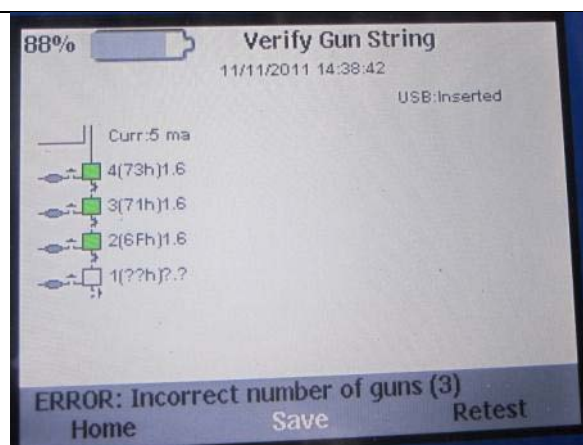 88% Verify Gun String
11/11/2011 14:38:42
USB:Inserted
Curr:5 ma
4(73h)1.6
3(71h)1.6
2(6Fh)1.6
1(??h)?.?
ERROR: Incorrect number of guns (3)
Home Save Retest